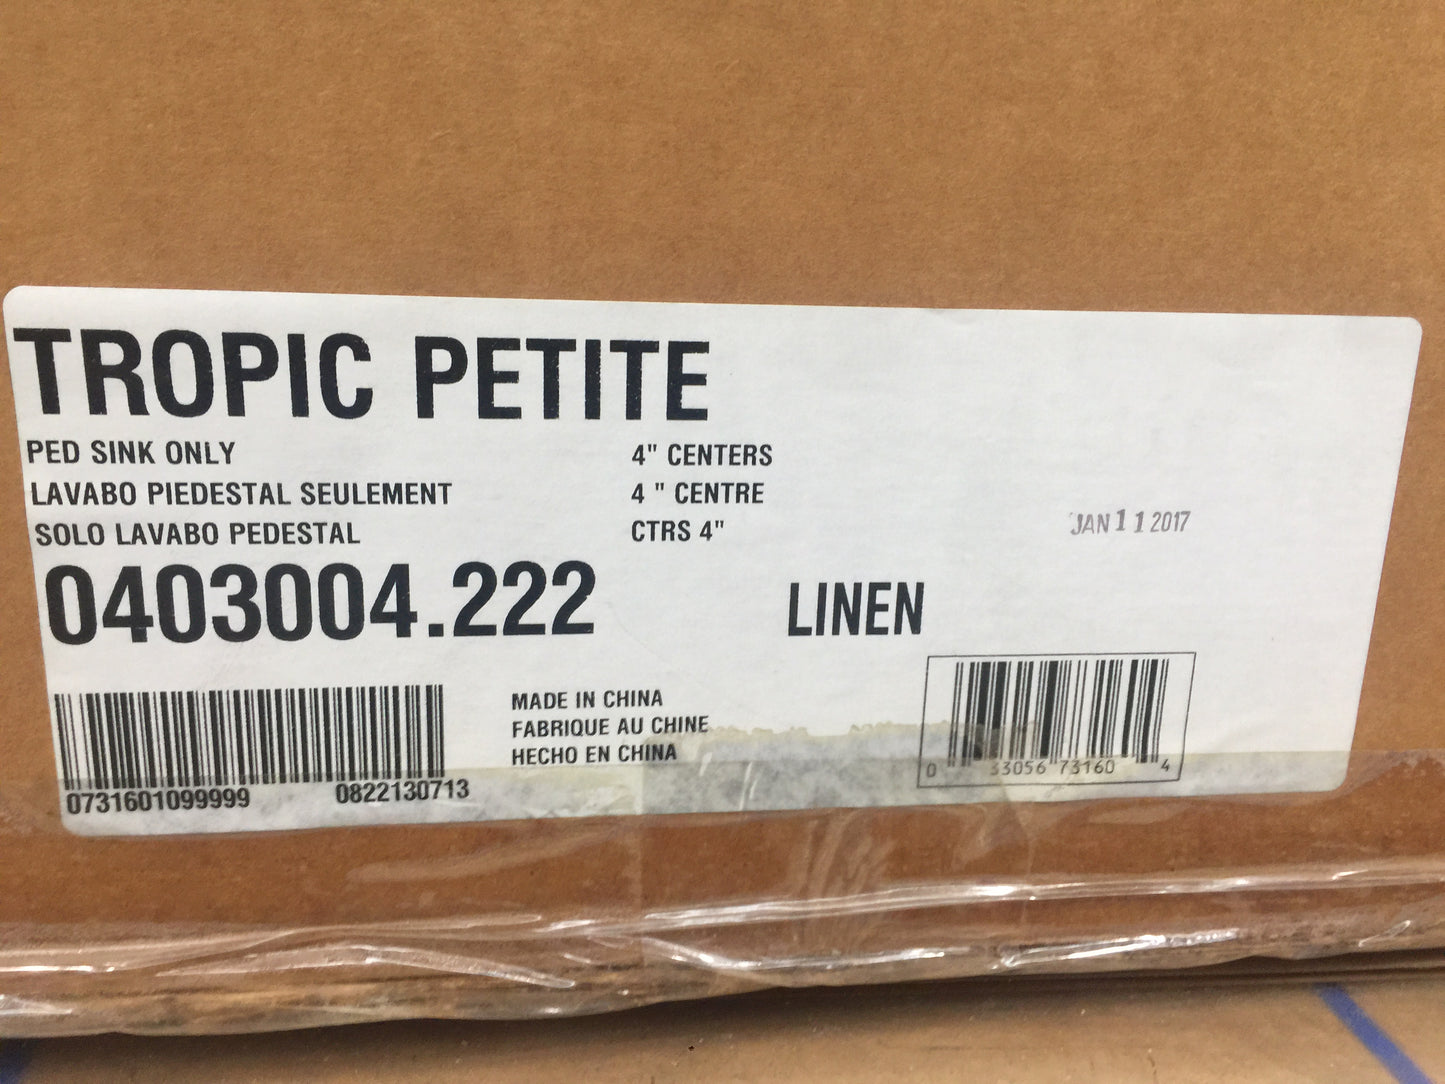 TROPIC PETITE
PED SINK ONLY 4" CENTERS
LAVABO PIEDESTAL SEULEMENT 4 " CENTRE
SOLO LAVABO PEDESTAL CTRS 4"
JAN 11 2017
0403004.222 LINEN
MADE IN CHINA
FABRIQUE AU CHINE
HECHO EN CHINA
0731601099999 0822130713
0 33056 73160 4